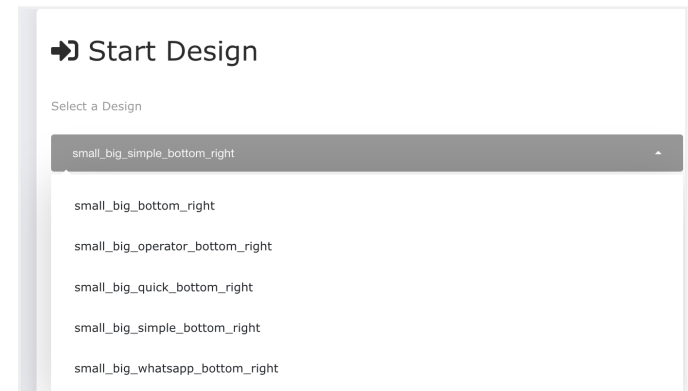 Start Design
Select a Design
small_big_simple_bottom_right
small_big_bottom_right
small_big_operator_bottom_right
small_big_quick_bottom_right
small_big_simple_bottom_right
small_big_whatsapp_bottom_right